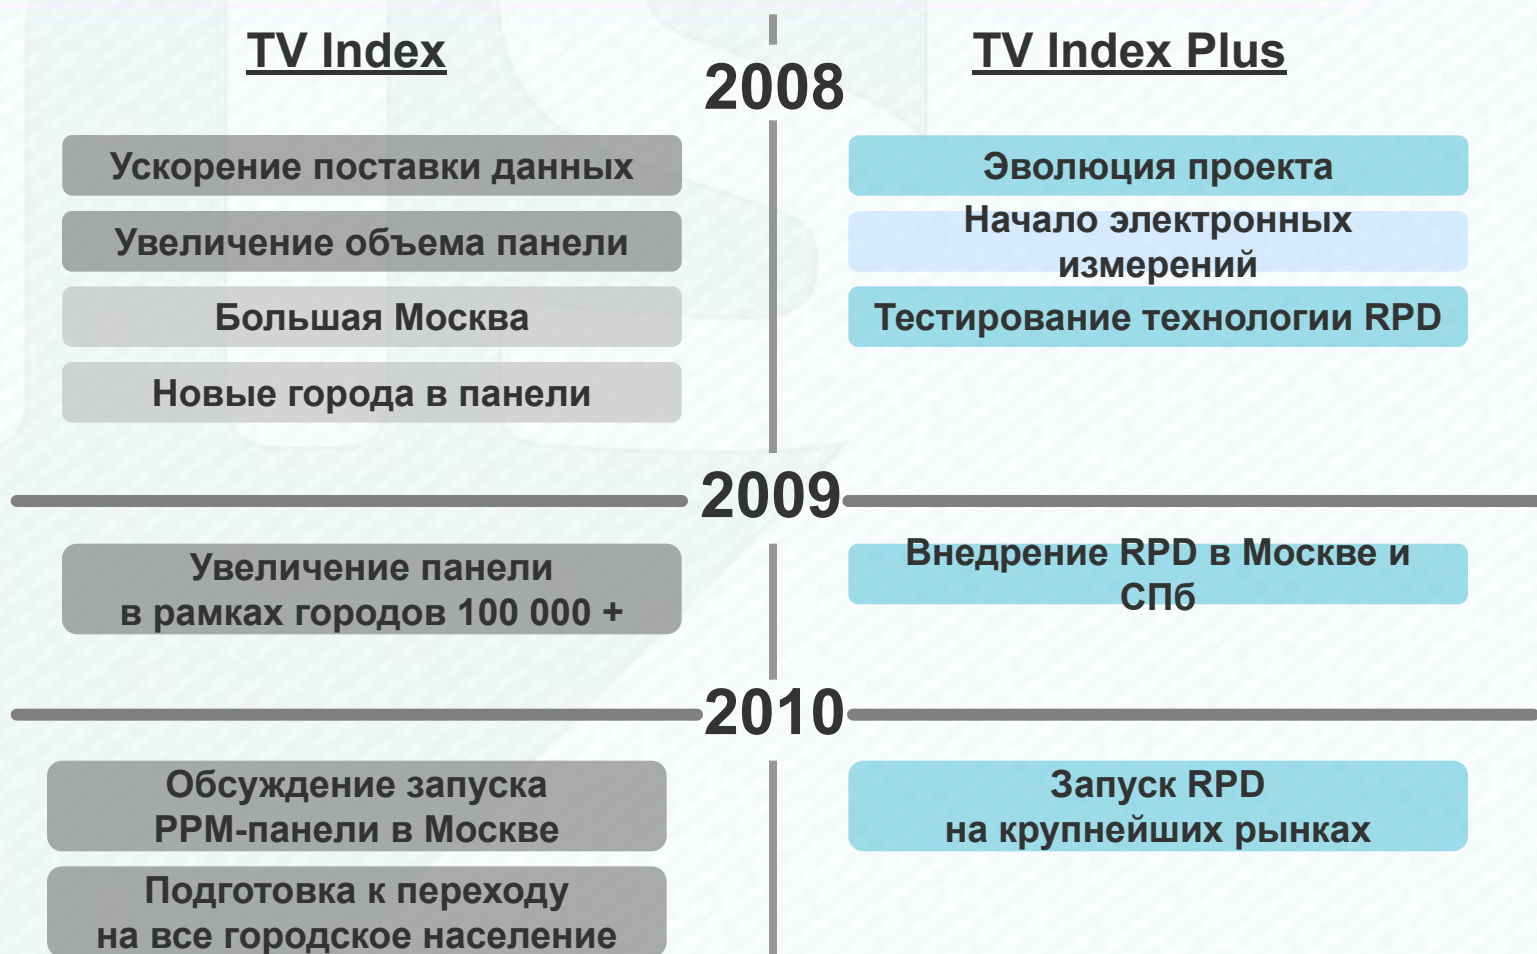 TV Index
2008
TV Index Plus
Ускорение поставки данных
Увеличение объема панели
Большая Москва
Новые города в панели
Эволюция проекта
Начало электронных
измерений
Тестирование технологии RPD
2009
Увеличение панели
в рамках городов 100 000 +
Внедрение RPD в Москве и
СПб
2010
Обсуждение запуска
PPM-панели в Москве
Подготовка к переходу
на все городское население
Запуск RPD
на крупнейших рынках